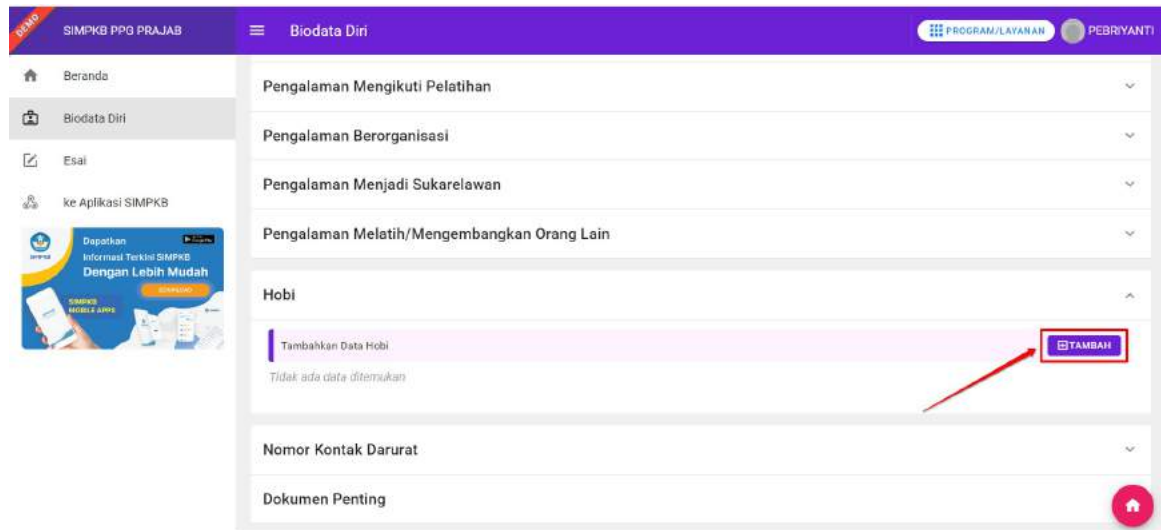 DEMO
SIMPKB PPG PRAJAB
Biodata Diri
PROGRAM/LAYANAN
PEBRIYANTI
Beranda
Biodata Diri
Esai
ke Aplikasi SIMPKB
Dapatkan
Informasi Terkini SIMPKB
Dengan Lebih Mudah
SIMPKB
MOBILE APPS
Pengalaman Mengikuti Pelatihan
Pengalaman Berorganisasi
Pengalaman Menjadi Sukarelawan
Pengalaman Melatih/Mengembangkan Orang Lain
Hobi
Tambahkan Data Hobi
TAMBAH
Tidak ada data ditemukan
Nomor Kontak Darurat
Dokumen Penting